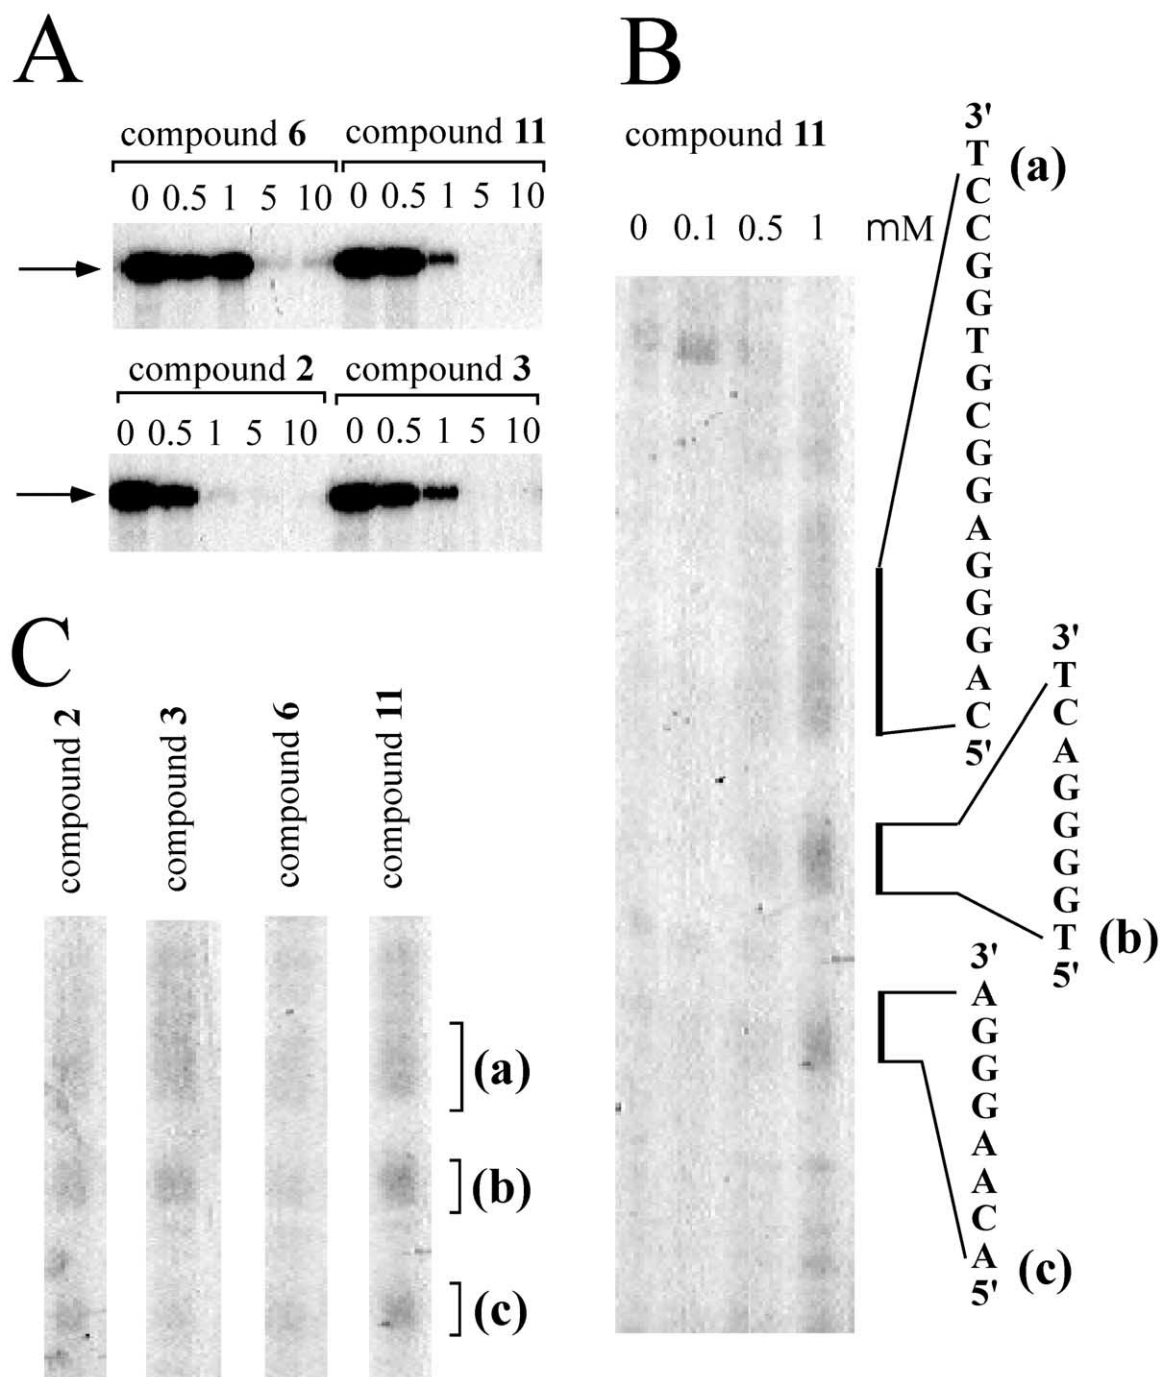 A
compound 6 compound 11
0 0.5 1 5 10 0 0.5 1 5 10
compound 2 compound 3
0 0.5 1 5 10 0 0.5 1 5 10
B
compound 11
0 0.1 0.5 1 mM
3'
T
C
C
G
G
T
G
C
G
G
A
G
G
G
A
C
5'
(a)
3'
T
C
A
G
G
G
G
T
5'
(b)
3'
A
G
G
G
A
A
C
A
5'
(c)
C
compound 2
compound 3
compound 6
compound 11
(a)
(b)
(c)